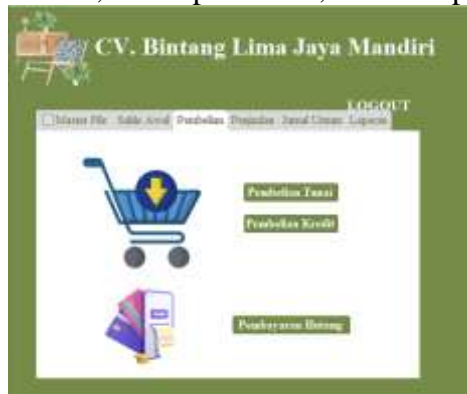 CV. Bintang Lima Jaya Mandiri
LOGOUT
Master File Saldo Awal Pembelian Penjualan Jurnal Umum Laporan
Pembelian Tunai
Pembelian Kredit
Pembayaran Hutang